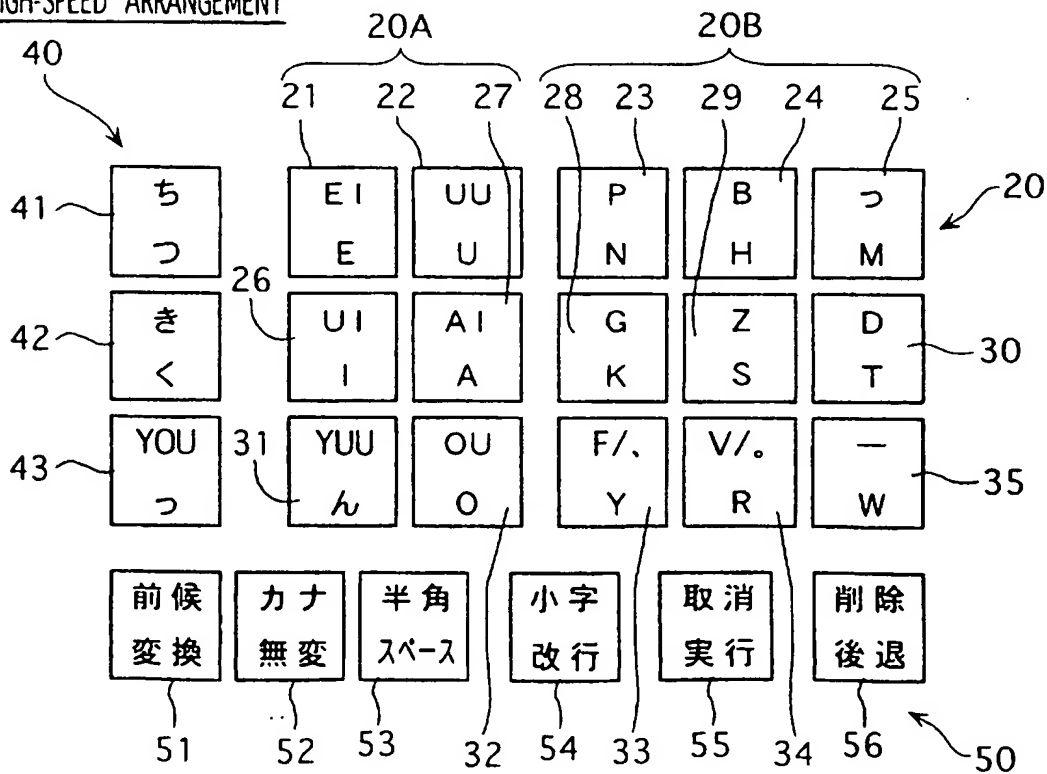 HIGH-SPEED ARRANGEMENT
20A 20B
40
21 22 27 28 23 29 24 25
41 ち EI UU P B っ 20
つ E U N H M
26
42 き UI AI G Z D 30
く I A K S T
43 YOU 31 YUU OU F/、 V/。 ー 35
っ ん O Y R W
前候 カナ 半角 小字 取消 削除
変換 無変 スペース 改行 実行 後退
51 52 53 32 54 33 55 34 56 50